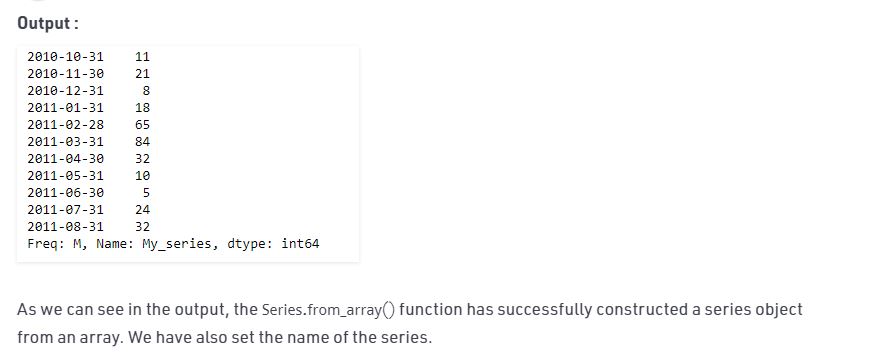 Output :
2010-10-31    11
2010-11-30    21
2010-12-31     8
2011-01-31    18
2011-02-28    65
2011-03-31    84
2011-04-30    32
2011-05-31    10
2011-06-30     5
2011-07-31    24
2011-08-31    32
Freq: M, Name: My_series, dtype: int64
As we can see in the output, the Series.from_array() function has successfully constructed a series object
from an array. We have also set the name of the series.